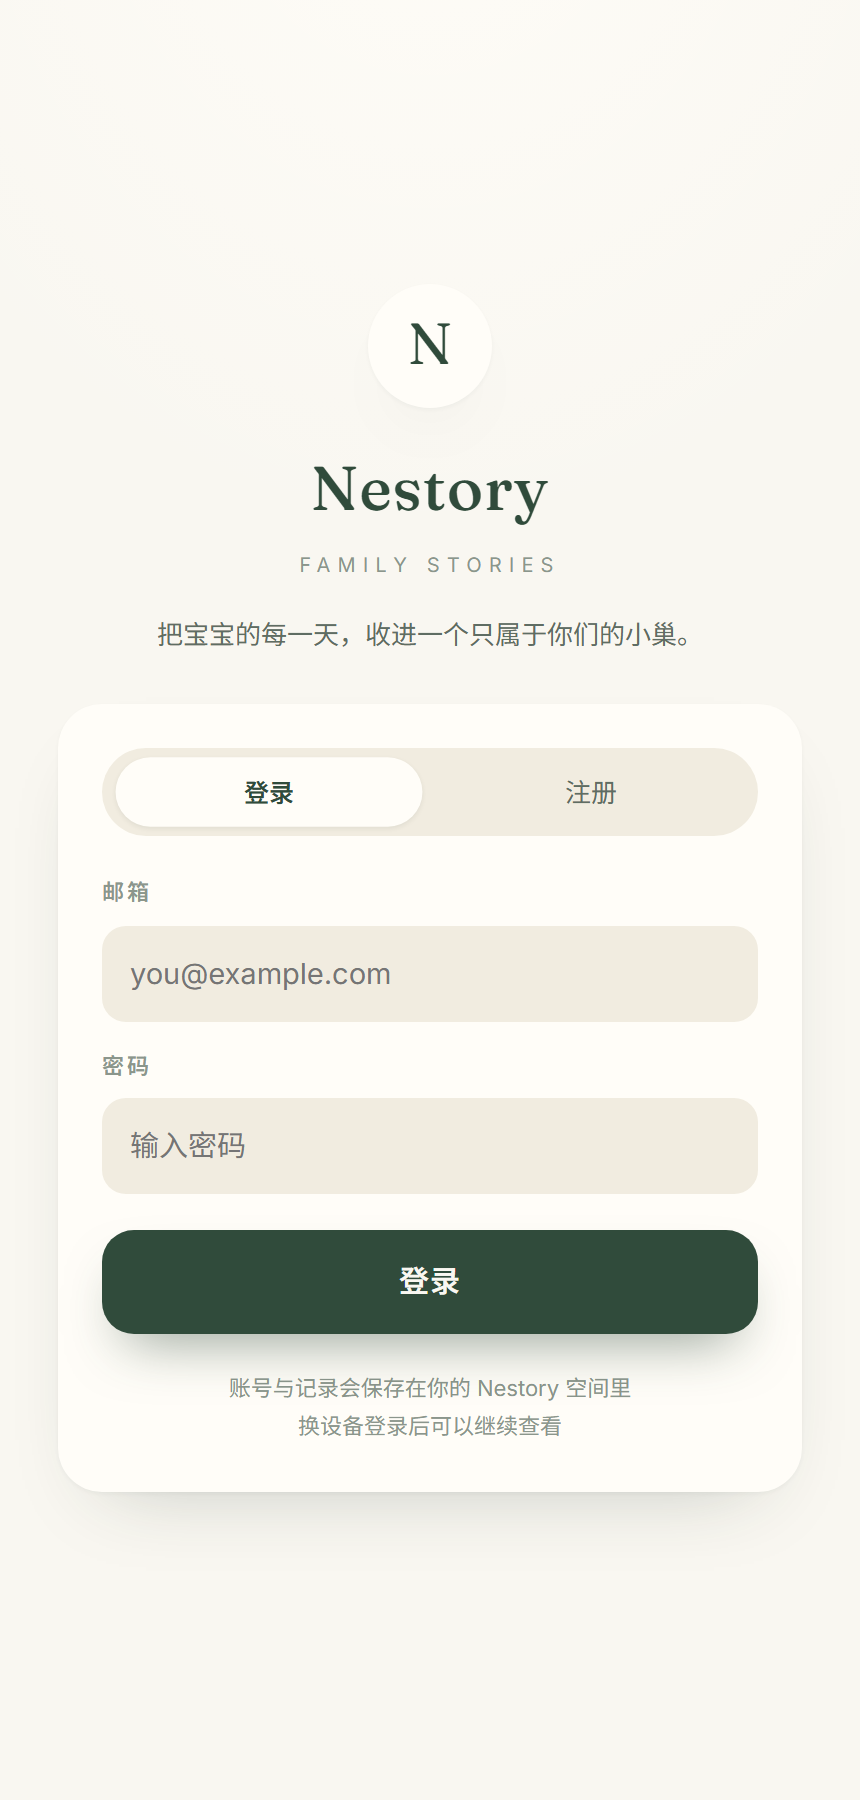 N
Nestory
FAMILY STORIES
把宝宝的每一天，收进一个只属于你们的小巢。
登录 注册
邮箱
you@example.com
密码
输入密码
登录
账号与记录会保存在你的 Nestory 空间里
换设备登录后可以继续查看